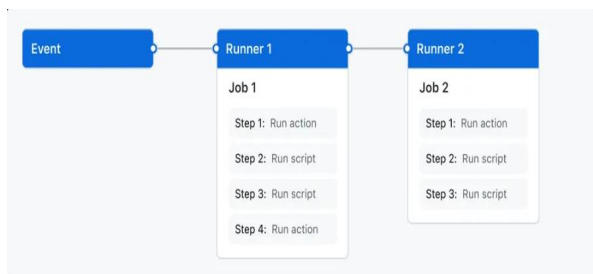 Event
Runner 1
Job 1
Step 1: Run action
Step 2: Run script
Step 3: Run script
Step 4: Run action
Runner 2
Job 2
Step 1: Run action
Step 2: Run script
Step 3: Run script